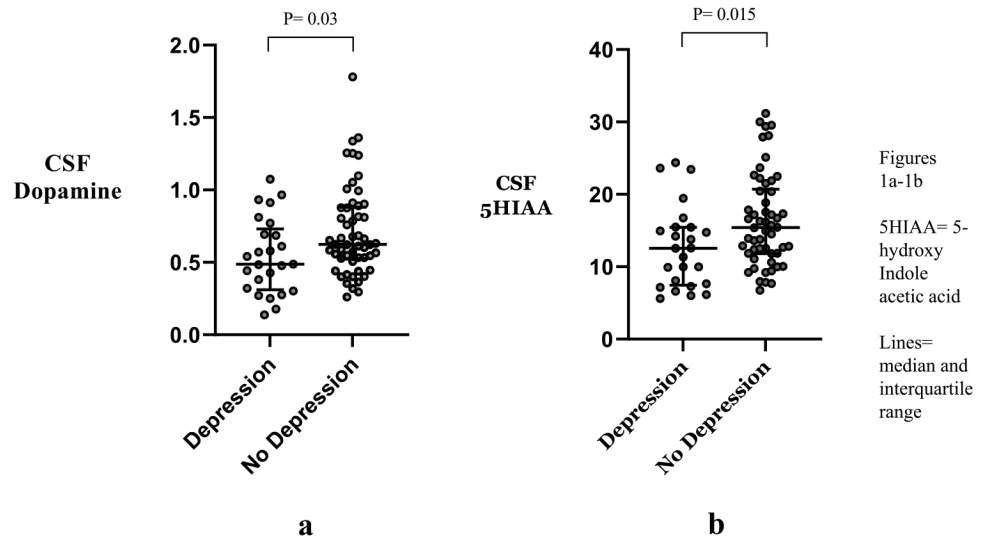 P= 0.03
2.0
1.5
1.0
0.5
0.0
CSF
Dopamine
Depression
No Depression
a
P= 0.015
40
30
20
10
0
CSF
5HIAA
Depression
No Depression
b
Figures
1a-1b
5HIAA= 5-
hydroxy
Indole
acetic acid
Lines=
median and
interquartile
range